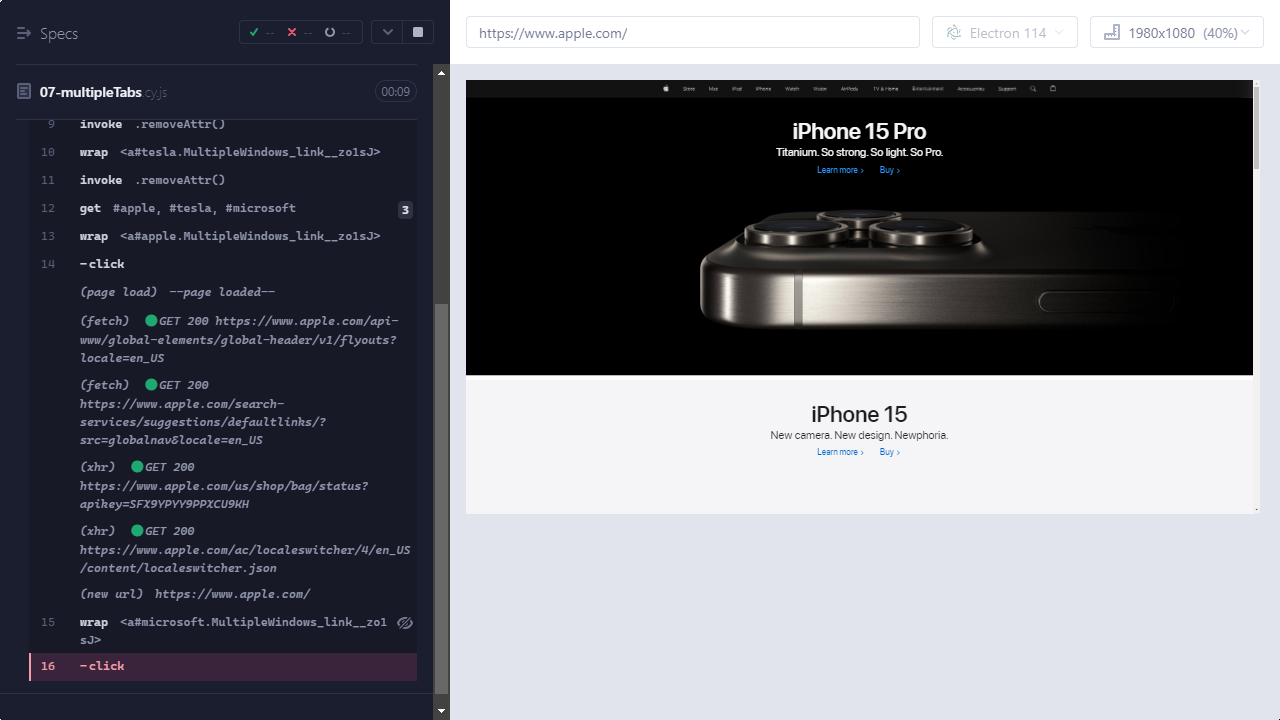 Specs
--
--
--
https://www.apple.com/
Electron 114
1980x1080 (40%)
07-multipleTabs.cy.js
00:09
9 invoke .removeAttr()
10 wrap <a#tesla.MultipleWindows_link__zo1sJ>
11 invoke .removeAttr()
12 get #apple, #tesla, #microsoft 3
13 wrap <a#apple.MultipleWindows_link__zo1sJ>
14 -click
(page load) --page loaded--
(fetch) GET 200 https://www.apple.com/api-
www/global-elements/global-header/v1/flyouts?
locale=en_US
(fetch) GET 200
https://www.apple.com/search-
services/suggestions/defaultlinks/?
src=globalnav&locale=en_US
(xhr) GET 200
https://www.apple.com/us/shop/bag/status?
apikey=SFX9YPYY9PPXCU9KH
(xhr) GET 200
https://www.apple.com/ac/localeswitcher/4/en_US
/content/localeswitcher.json
(new url) https://www.apple.com/
15 wrap <a#microsoft.MultipleWindows_link__zo1
sJ>
16 -click
Store Mac iPad iPhone Watch Vision AirPods TV & Home Entertainment Accessories Support
iPhone 15 Pro
Titanium. So strong. So light. So Pro.
Learn more > Buy >
iPhone 15
New camera. New design. Newphoria.
Learn more > Buy >